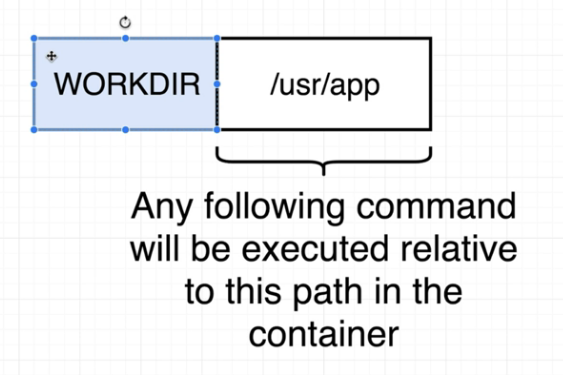 WORKDIR /usr/app
Any following command
will be executed relative
to this path in the
container